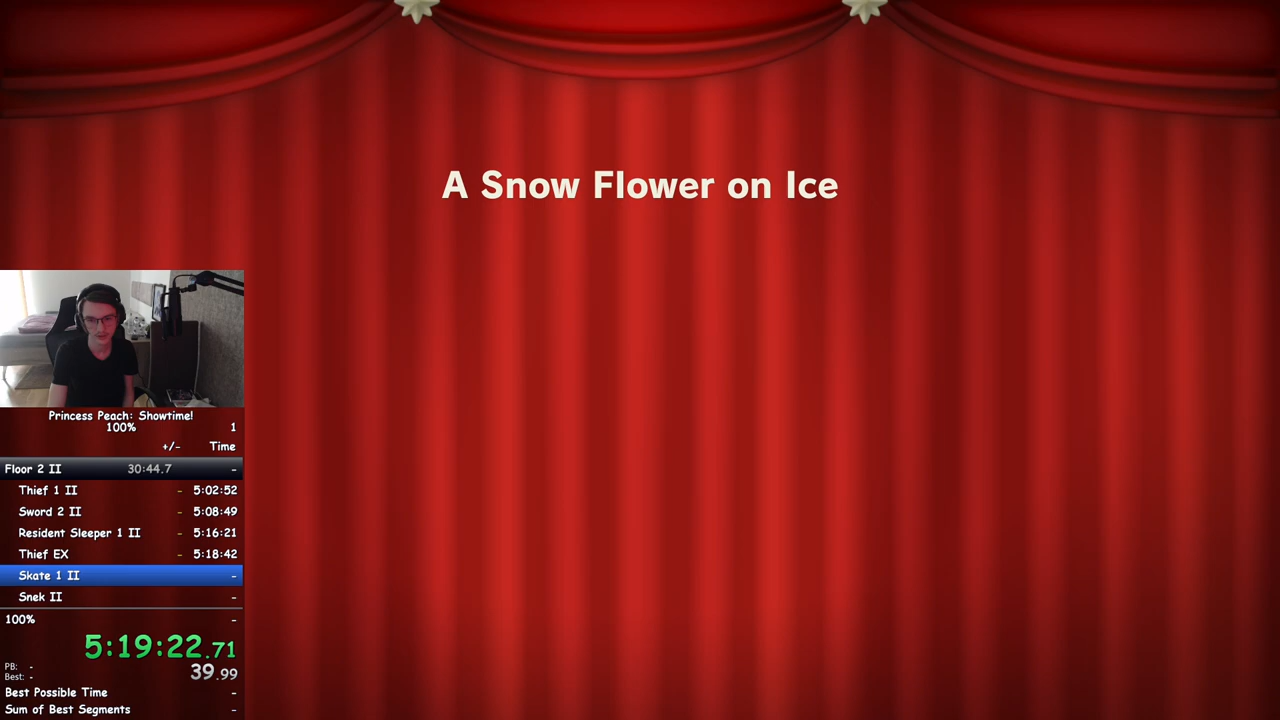 A Snow Flower on Ice
Princess Peach: Showtime!
100% 1
+/- Time
Floor 2 II 30:44.7 -
Thief 1 II - 5:02:52
Sword 2 II - 5:08:49
Resident Sleeper 1 II - 5:16:21
Thief EX - 5:18:42
Skate 1 II -
Snek II -
100% -
5:19:22.71
PB: - 39.99
Best: -
Best Possible Time -
Sum of Best Segments -